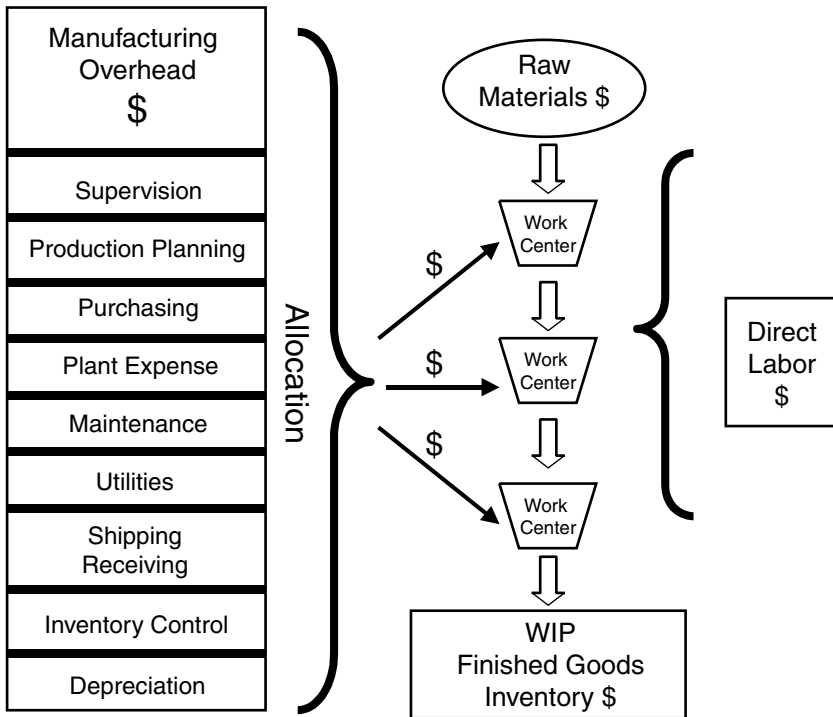 Manufacturing
Overhead
$
Supervision
Production Planning
Purchasing
Plant Expense
Maintenance
Utilities
Shipping
Receiving
Inventory Control
Depreciation
Allocation
$
$
$
Raw
Materials $
Work
Center
Work
Center
Work
Center
WIP
Finished Goods
Inventory $
Direct
Labor
$